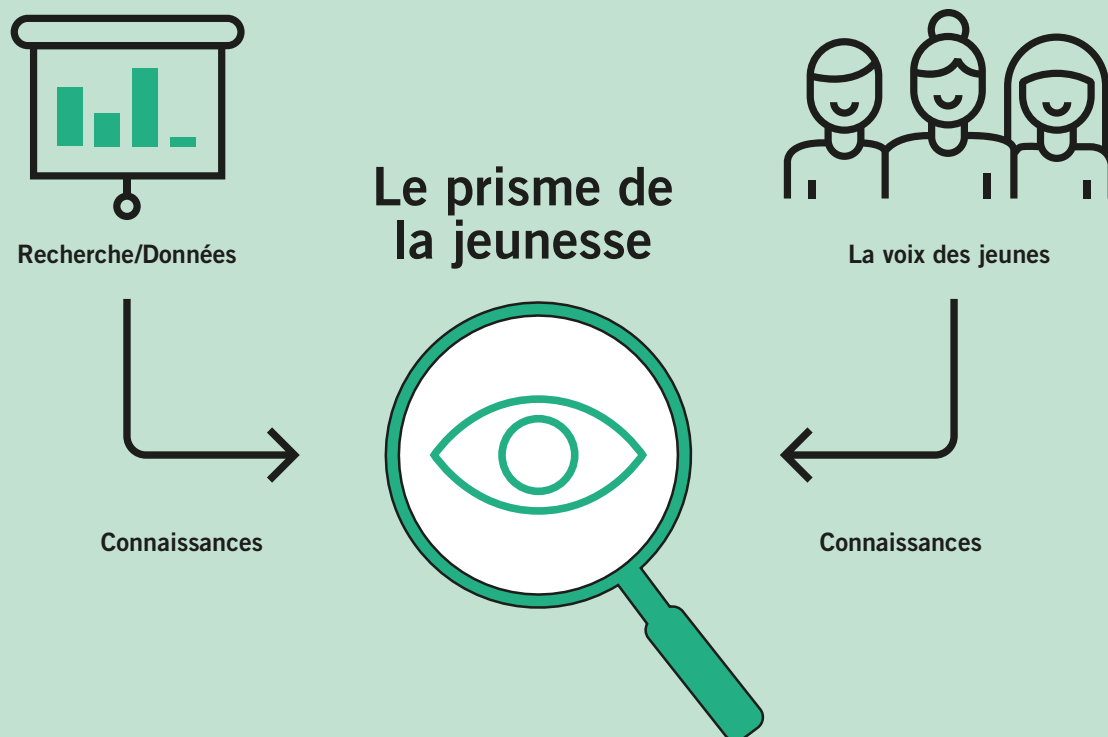 Le prisme de
la jeunesse
Recherche/Données
La voix des jeunes
Connaissances
Connaissances